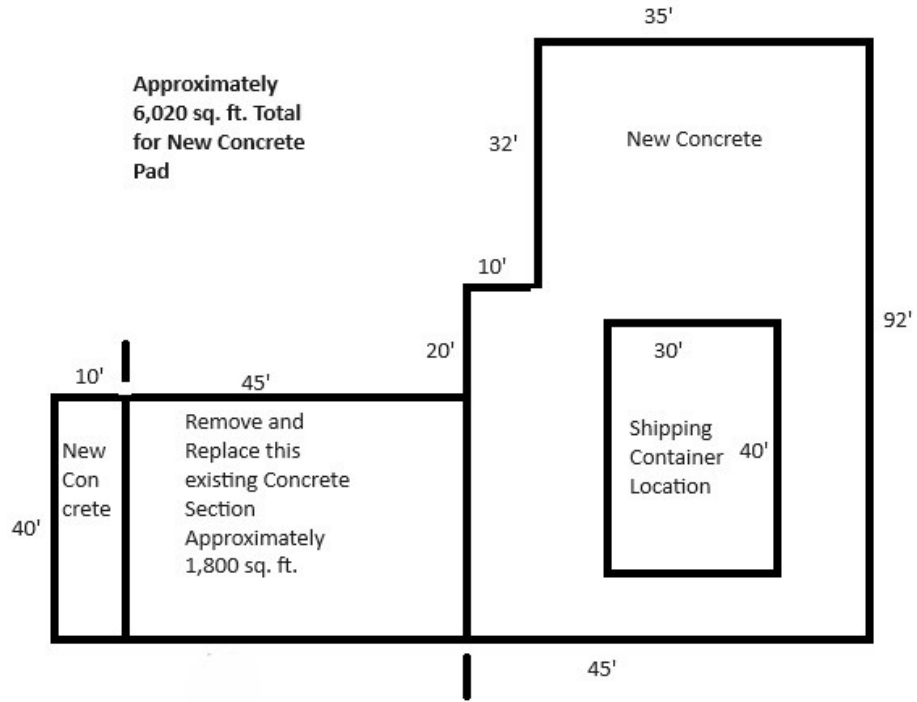 35'
Approximately
6,020 sq. ft. Total
for New Concrete
Pad
New Concrete
32'
10'
92'
20'
30'
10'
45'
Remove and
Replace this
existing Concrete
Section
Approximately
1,800 sq. ft.
New
Con
crete
Shipping
Container
Location
40'
40'
45'